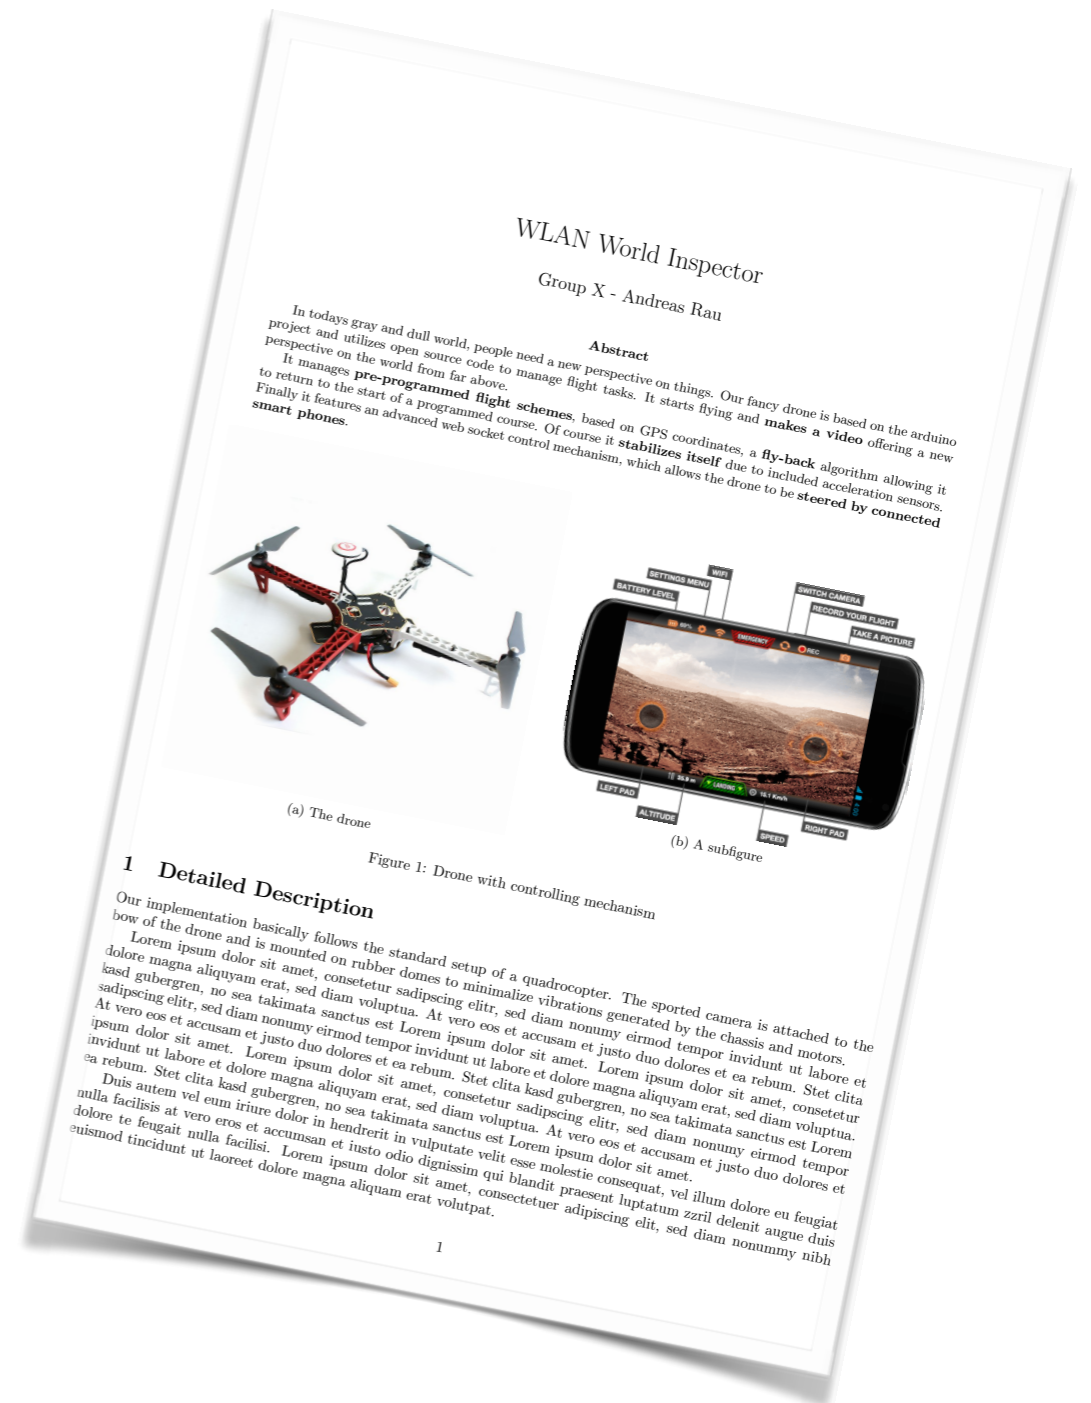 WLAN World Inspector
Group X - Andreas Rau
Abstract
In todays gray and dull world, people need a new perspective on things. Our fancy drone is based on the arduino
project and utilizes open source code to manage flight tasks. It starts flying and makes a video offering a new
perspective on the world from far above.
It manages pre-programmed flight schemes, based on GPS coordinates, a fly-back algorithm allowing it
to return to the start of a programmed course. Of course it stabilizes itself due to included acceleration sensors.
Finally it features an advanced web socket control mechanism, which allows the drone to be steered by connected
smart phones.
WIFI
SETTINGS MENU
BATTERY LEVEL
SWITCH CAMERA
RECORD YOUR FLIGHT
TAKE A PICTURE
EMERGENCY
REC
LANDING
16.1 Km/h
LEFT PAD
ALTITUDE
SPEED
RIGHT PAD
(a) The drone
(b) A subfigure
Figure 1: Drone with controlling mechanism
1 Detailed Description
Our implementation basically follows the standard setup of a quadrocopter. The sported camera is attached to the
bow of the drone and is mounted on rubber domes to minimalize vibrations generated by the chassis and motors.
Lorem ipsum dolor sit amet, consetetur sadipscing elitr, sed diam nonumy eirmod tempor invidunt ut labore et
dolore magna aliquyam erat, sed diam voluptua. At vero eos et accusam et justo duo dolores et ea rebum. Stet clita
kasd gubergren, no sea takimata sanctus est Lorem ipsum dolor sit amet. Lorem ipsum dolor sit amet, consetetur
sadipscing elitr, sed diam nonumy eirmod tempor invidunt ut labore et dolore magna aliquyam erat, sed diam voluptua.
At vero eos et accusam et justo duo dolores et ea rebum. Stet clita kasd gubergren, no sea takimata sanctus est Lorem
ipsum dolor sit amet. Lorem ipsum dolor sit amet, consetetur sadipscing elitr, sed diam nonumy eirmod tempor
invidunt ut labore et dolore magna aliquyam erat, sed diam voluptua. At vero eos et accusam et justo duo dolores et
ea rebum. Stet clita kasd gubergren, no sea takimata sanctus est Lorem ipsum dolor sit amet.
Duis autem vel eum iriure dolor in hendrerit in vulputate velit esse molestie consequat, vel illum dolore eu feugiat
nulla facilisis at vero eros et accumsan et iusto odio dignissim qui blandit praesent luptatum zzril delenit augue duis
dolore te feugait nulla facilisi. Lorem ipsum dolor sit amet, consectetuer adipiscing elit, sed diam nonummy nibh
euismod tincidunt ut laoreet dolore magna aliquam erat volutpat.
1